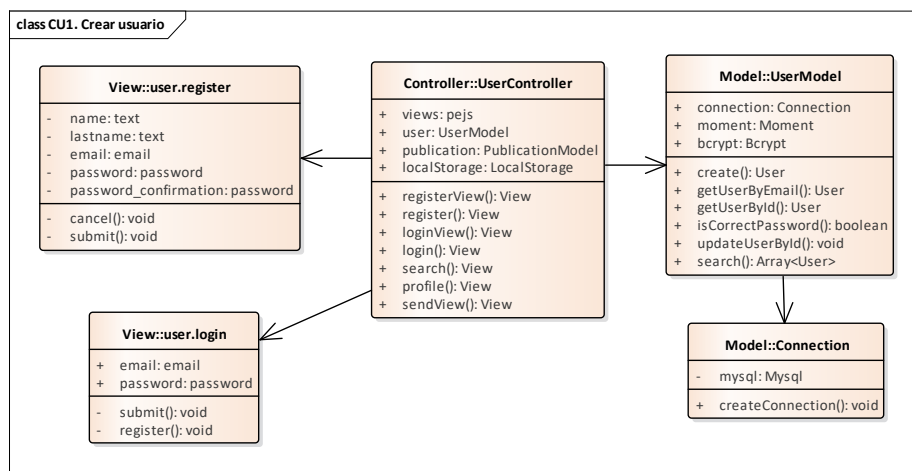 class CU1. Crear usuario
View::user.register
- name: text
- lastname: text
- email: email
- password: password
- password_confirmation: password
- cancel(): void
- submit(): void
Controller::UserController
+ views: pejs
+ user: UserModel
+ publication: PublicationModel
+ localStorage: LocalStorage
+ registerView(): View
+ register(): View
+ loginView(): View
+ login(): View
+ search(): View
+ profile(): View
+ sendView(): View
Model::UserModel
+ connection: Connection
+ moment: Moment
+ bcrypt: Bcrypt
+ create(): User
+ getUserByEmail(): User
+ getUserById(): User
+ isCorrectPassword(): boolean
+ updateUserById(): void
+ search(): Array<User>
View::user.login
+ email: email
+ password: password
- submit(): void
- register(): void
Model::Connection
- mysql: Mysql
+ createConnection(): void